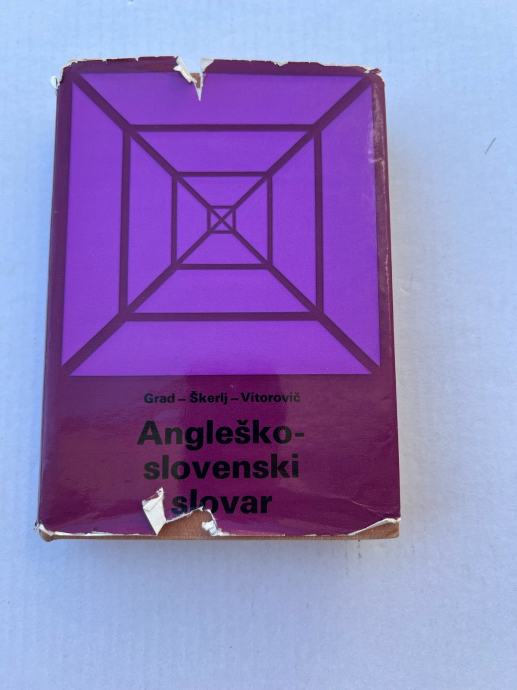 Grad – Škerlj – Vitorovič
Angleško-
slovenski
slovar